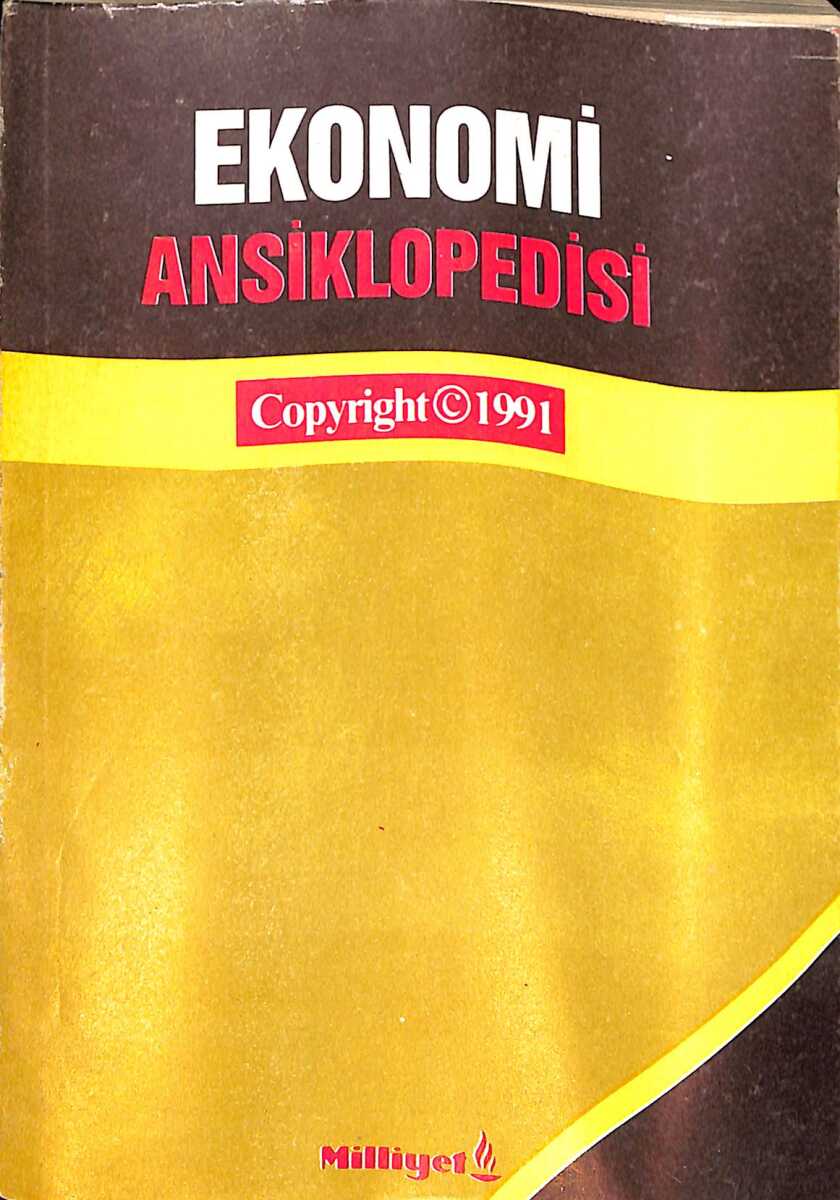 EKONOMİ
ANSİKLOPEDİSİ
Copyright©1991
Milliyet